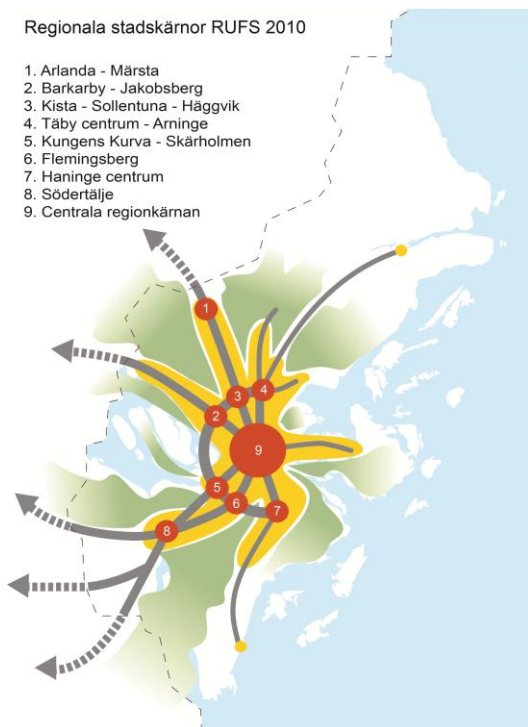 Regionala stadskärnor RUFS 2010
1. Arlanda - Märsta
2. Barkarby - Jakobsberg
3. Kista - Sollentuna - Häggvik
4. Täby centrum - Arninge
5. Kungens Kurva - Skärholmen
6. Flemingsberg
7. Haninge centrum
8. Södertälje
9. Centrala regionkärnan
1
3
4
2
9
5
6
7
8